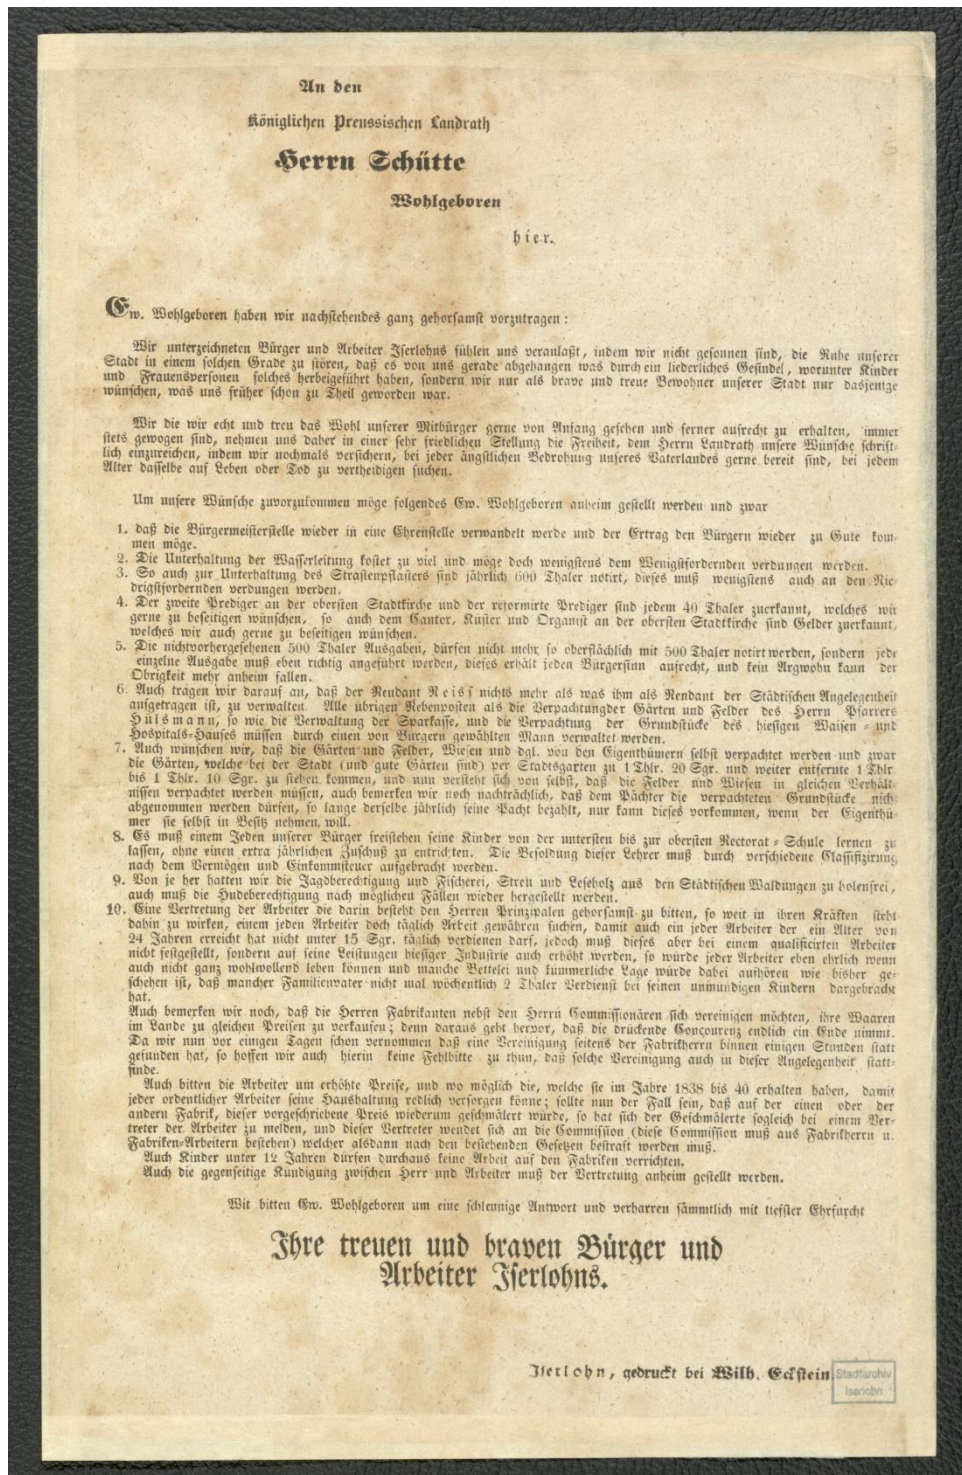 An den
Königlichen Preussischen Landrath
Herrn Schütte
Wohlgeboren
hier.
Ew. Wohlgeboren haben wir nachstehendes ganz gehorsamst vorzutragen:
Wir unterzeichneten Bürger und Arbeiter Iserlohns fühlen uns veranlaßt, indem wir nicht gesonnen sind, die Ruhe unserer
Stadt in einem solchen Grade zu stören, daß es von uns gerade abgehangen was durch ein liederliches Gesindel, worunter Kinder
und Frauenspersonen solches herbeigeführt haben, sondern wir nur als brave und treue Bewohner unserer Stadt nur dasjenige
wünschen, was uns früher schon zu Theil geworden war.
Wir die wir echt und treu das Wohl unserer Mitbürger gerne von Anfang gesehen und ferner aufrecht zu erhalten, immer
stets gewogen sind, nehmen uns daher in einer sehr friedlichen Stellung die Freiheit, dem Herrn Landrath unsere Wünsche schrift-
lich einzureichen, indem wir nochmals versichern, bei jeder ängstlichen Bedrohung unseres Vaterlandes gerne bereit sind, bei jedem
Alter dasselbe auf Leben oder Tod zu vertheidigen suchen.
Um unsere Wünsche zuvorzukommen möge folgendes Ew. Wohlgeboren anheim gestellt werden und zwar
1. daß die Bürgermeisterstelle wieder in eine Ehrenstelle verwandelt werde und der Ertrag den Bürgern wieder zu Gute kom-
men möge.
2. Die Unterhaltung der Wasserleitung kostet zu viel und möge doch wenigstens dem Wenigstfordernden verdungen werden.
3. So auch zur Unterhaltung des Strastenpflasters sind jährlich 600 Thaler notirt, dieses muß wenigstens auch an den Nie-
drigstfordernden verdungen werden.
4. Der zweite Prediger an der obersten Stadtkirche und der reformirte Prediger sind jedem 40 Thaler zuerkannt, welches wir
gerne zu beseitigen wünschen, so auch dem Cantor, Küster und Organist an der obersten Stadtkirche sind Gelder zuerkannt,
welches wir auch gerne zu beseitigen wünschen.
5. Die nichtvorhergesehenen 500 Thaler Ausgaben, dürfen nicht mehr so oberflächlich mit 500 Thaler notirt werden, sondern jede
einzelne Ausgabe muß eben richtig angeführt werden, dieses erhält jeden Bürgersinn aufrecht, und kein Argwohn kann der
Obrigkeit mehr anheim fallen.
6. Auch tragen wir darauf an, daß der Rendant Reiss nichts mehr als was ihm als Rendant der Städtischen Angelegenheit
aufgetragen ist, zu verwalten. Alle übrigen Nebenposten als die Verpachtungder Gärten und Felder des Herrn Pfarrers
Hülsmann, so wie die Verwaltung der Sparkasse, und die Verpachtung der Grundstücke des hiesigen Waisen- und
Hospitals-Hauses müssen durch einen von Bürgern gewählten Mann verwaltet werden.
7. Auch wünschen wir, daß die Gärten und Felder, Wiesen und dgl. von den Eigenthümern selbst verpachtet werden und zwar
die Gärten, welche bei der Stadt (und gute Gärten sind) per Stadtsgarten zu 1 Thlr. 20 Sgr. und weiter entfernte 1 Thlr
bis 1 Thlr. 10 Sgr. zu stehen kommen, und nun versteht sich von selbst, daß die Felder und Wiesen in gleichen Verhält-
nissen verpachtet werden müssen, auch bemerken wir noch nachträglich, daß dem Pächter die verpachteten Grundstücke nich
abgenommen werden dürfen, so lange derselbe jährlich seine Pacht bezahlt, nur kann dieses vorkommen, wenn der Eigenthü-
mer sie selbst in Besitz nehmen will.
8. Es muß einem Jeden unserer Bürger freistehen seine Kinder von der untersten bis zur obersten Rectorat-Schule lernen zu
lassen, ohne einen extra jährlichen Zuschuß zu entrichten. Die Besoldung dieser Lehrer muß durch verschiedene Classifizirung
nach dem Vermögen und Einkommsteuer aufgebracht werden.
9. Von je her hatten wir die Jagdberechtigung und Fischerei, Streu und Leseholz aus den Städtischen Waldungen zu holenfrei,
auch muß die Hudeberechtigung nach möglichen Fällen wieder hergestellt werden.
10. Eine Vertretung der Arbeiter die darin besteht den Herren Prinzipalen gehorsamst zu bitten, so weit in ihren Kräften steht
dahin zu wirken, einem jeden Arbeiter doch täglich Arbeit gewähren suchen, damit auch ein jeder Arbeiter der ein Alter von
24 Jahren erreicht hat nicht unter 15 Sgr. täglich verdienen darf, jedoch muß dieses aber bei einem qualificirten Arbeiter
nicht festgestellt, sondern auf seine Leistungen hiesiger Industrie auch erhöht werden, so würde jeder Arbeiter eben ehrlich wenn
auch nicht ganz wohlwollend leben können und manche Bettelei und kümmerliche Lage würde dabei aufhören wie bisher ge-
schehen ist, daß mancher Familienvater nicht mal wöchentlich 2 Thaler Verdienst bei seinen unmündigen Kindern dargebracht
hat.
Auch bemerken wir noch, daß die Herren Fabrikanten nebst den Herrn Commissionären sich vereinigen möchten, ihre Waaren
im Lande zu gleichen Preisen zu verkaufen; denn daraus geht hervor, daß die drückende Concourenz endlich ein Ende nimmt.
Da wir nun vor einigen Tagen schon vernommen daß eine Vereinigung seitens der Fabrikherrn binnen einigen Stunden statt
gefunden hat, so hoffen wir auch hierin keine Fehlbitte zu thun, daß solche Vereinigung auch in dieser Angelegenheit statt-
finde.
Auch bitten die Arbeiter um erhöhte Preise, und wo möglich die, welche sie im Jahre 1838 bis 40 erhalten haben, damit
jeder ordentlicher Arbeiter seine Haushaltung redlich versorgen könne; sollte nun der Fall sein, daß auf der einen oder der
andern Fabrik, dieser vorgeschriebene Preis wiederum geschmälert würde, so hat sich der Geschmälerte sogleich bei einem Ver-
treter der Arbeiter zu melden, und dieser Vertreter wendet sich an die Commission (diese Commission muß aus Fabrikherrn u.
Fabriken-Arbeitern bestehen) welcher alsdann nach den bestehenden Gesetzen bestraft werden muß.
Auch Kinder unter 12 Jahren dürfen durchaus keine Arbeit auf den Fabriken verrichten.
Auch die gegenseitige Kündigung zwischen Herr und Arbeiter muß der Vertretung anheim gestellt werden.
Wit bitten Ew. Wohlgeboren um eine schleunige Antwort und verharren sämmtlich mit tiefster Ehrfurcht
Ihre treuen und braven Bürger und
Arbeiter Iserlohns.
Iserlohn, gedruckt bei Wilh. Eckstein.
Stadtarchiv
Iserlohn